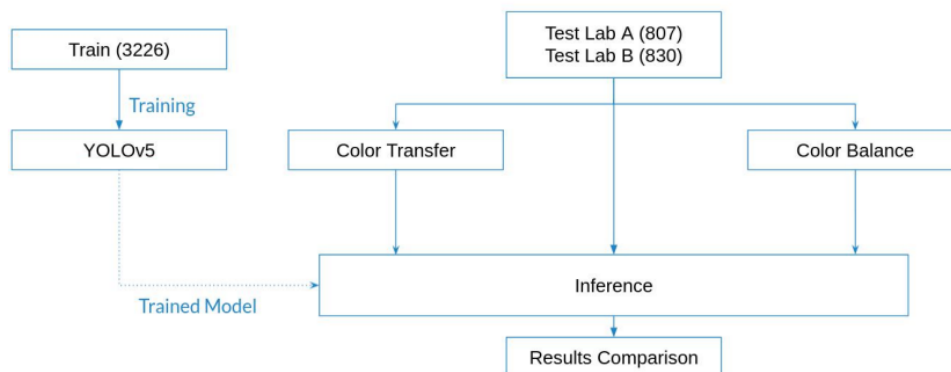 Train (3226)
Test Lab A (807)
Test Lab B (830)
Training
YOLOv5
Color Transfer
Color Balance
Inference
Trained Model
Results Comparison